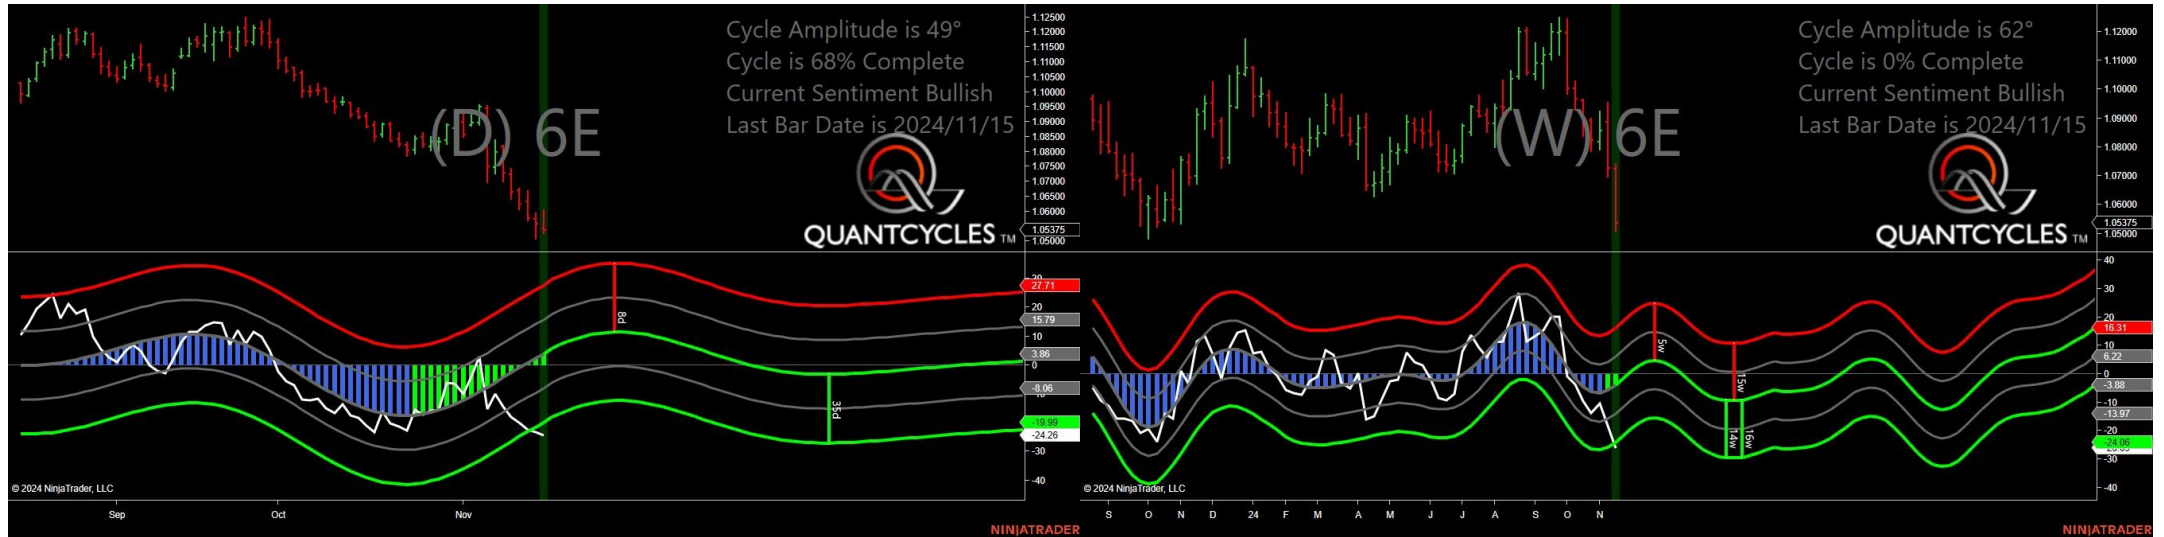 Cycle Amplitude is 49°
Cycle is 68% Complete
Current Sentiment Bullish
Last Bar Date is 2024/11/15
(D) 6E
QUANTCYCLES TM
1.12500
1.12000
1.11500
1.11000
1.10500
1.10000
1.09500
1.09000
1.08500
1.08000
1.07500
1.07000
1.06500
1.06000
1.05375
1.05000
27.71
20
15.79
10
3.86
0
-8.06
-19.99
-24.26
-30
-40
8d
35d
© 2024 NinjaTrader, LLC
Sep Oct Nov
NINJATRADER
Cycle Amplitude is 62°
Cycle is 0% Complete
Current Sentiment Bullish
Last Bar Date is 2024/11/15
(W) 6E
QUANTCYCLES TM
1.12000
1.11000
1.10000
1.09000
1.08000
1.07000
1.06000
1.05375
1.05000
40
30
20
16.31
10
6.22
0
-3.88
-10
-13.97
-20
-24.06
-30
-40
5w
15w
14w
16w
© 2024 NinjaTrader, LLC
S O N D 24 F M A M J J A S O N
NINJATRADER